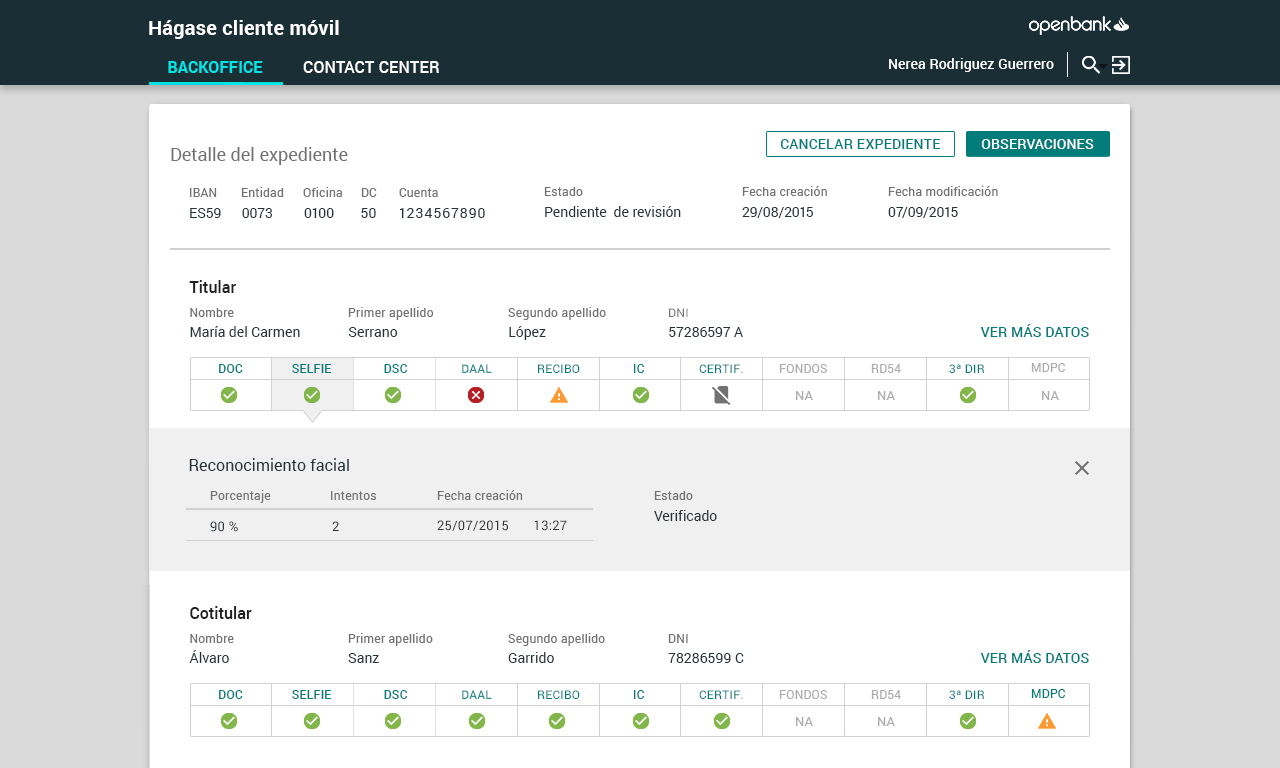 Hágase cliente móvil
openbank
BACKOFFICE CONTACT CENTER
Nerea Rodriguez Guerrero
Detalle del expediente
CANCELAR EXPEDIENTE OBSERVACIONES
IBAN Entidad Oficina DC Cuenta Estado Fecha creación Fecha modificación
ES59 0073 0100 50 1234567890 Pendiente de revisión 29/08/2015 07/09/2015
Titular
Nombre Primer apellido Segundo apellido DNI
María del Carmen Serrano López 57286597 A VER MÁS DATOS
DOC SELFIE DSC DAAL RECIBO IC CERTIF. FONDOS RD54 3ª DIR MDPC
NA NA NA
Reconocimiento facial
Porcentaje Intentos Fecha creación Estado
90 % 2 25/07/2015 13:27 Verificado
Cotitular
Nombre Primer apellido Segundo apellido DNI
Álvaro Sanz Garrido 78286599 C VER MÁS DATOS
DOC SELFIE DSC DAAL RECIBO IC CERTIF. FONDOS RD54 3ª DIR MDPC
NA NA